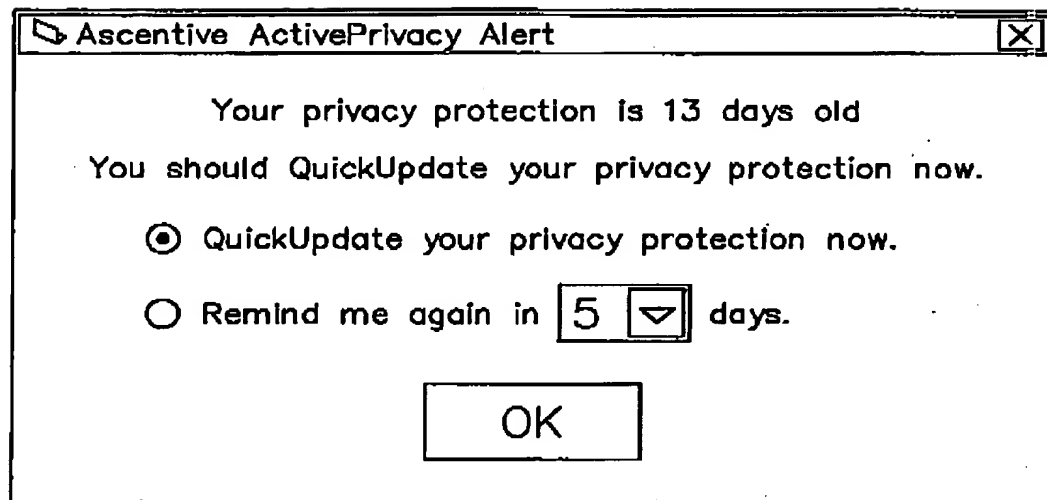 Ascentive ActivePrivacy Alert
Your privacy protection is 13 days old
You should QuickUpdate your privacy protection now.
QuickUpdate your privacy protection now.
Remind me again in 5 days.
OK